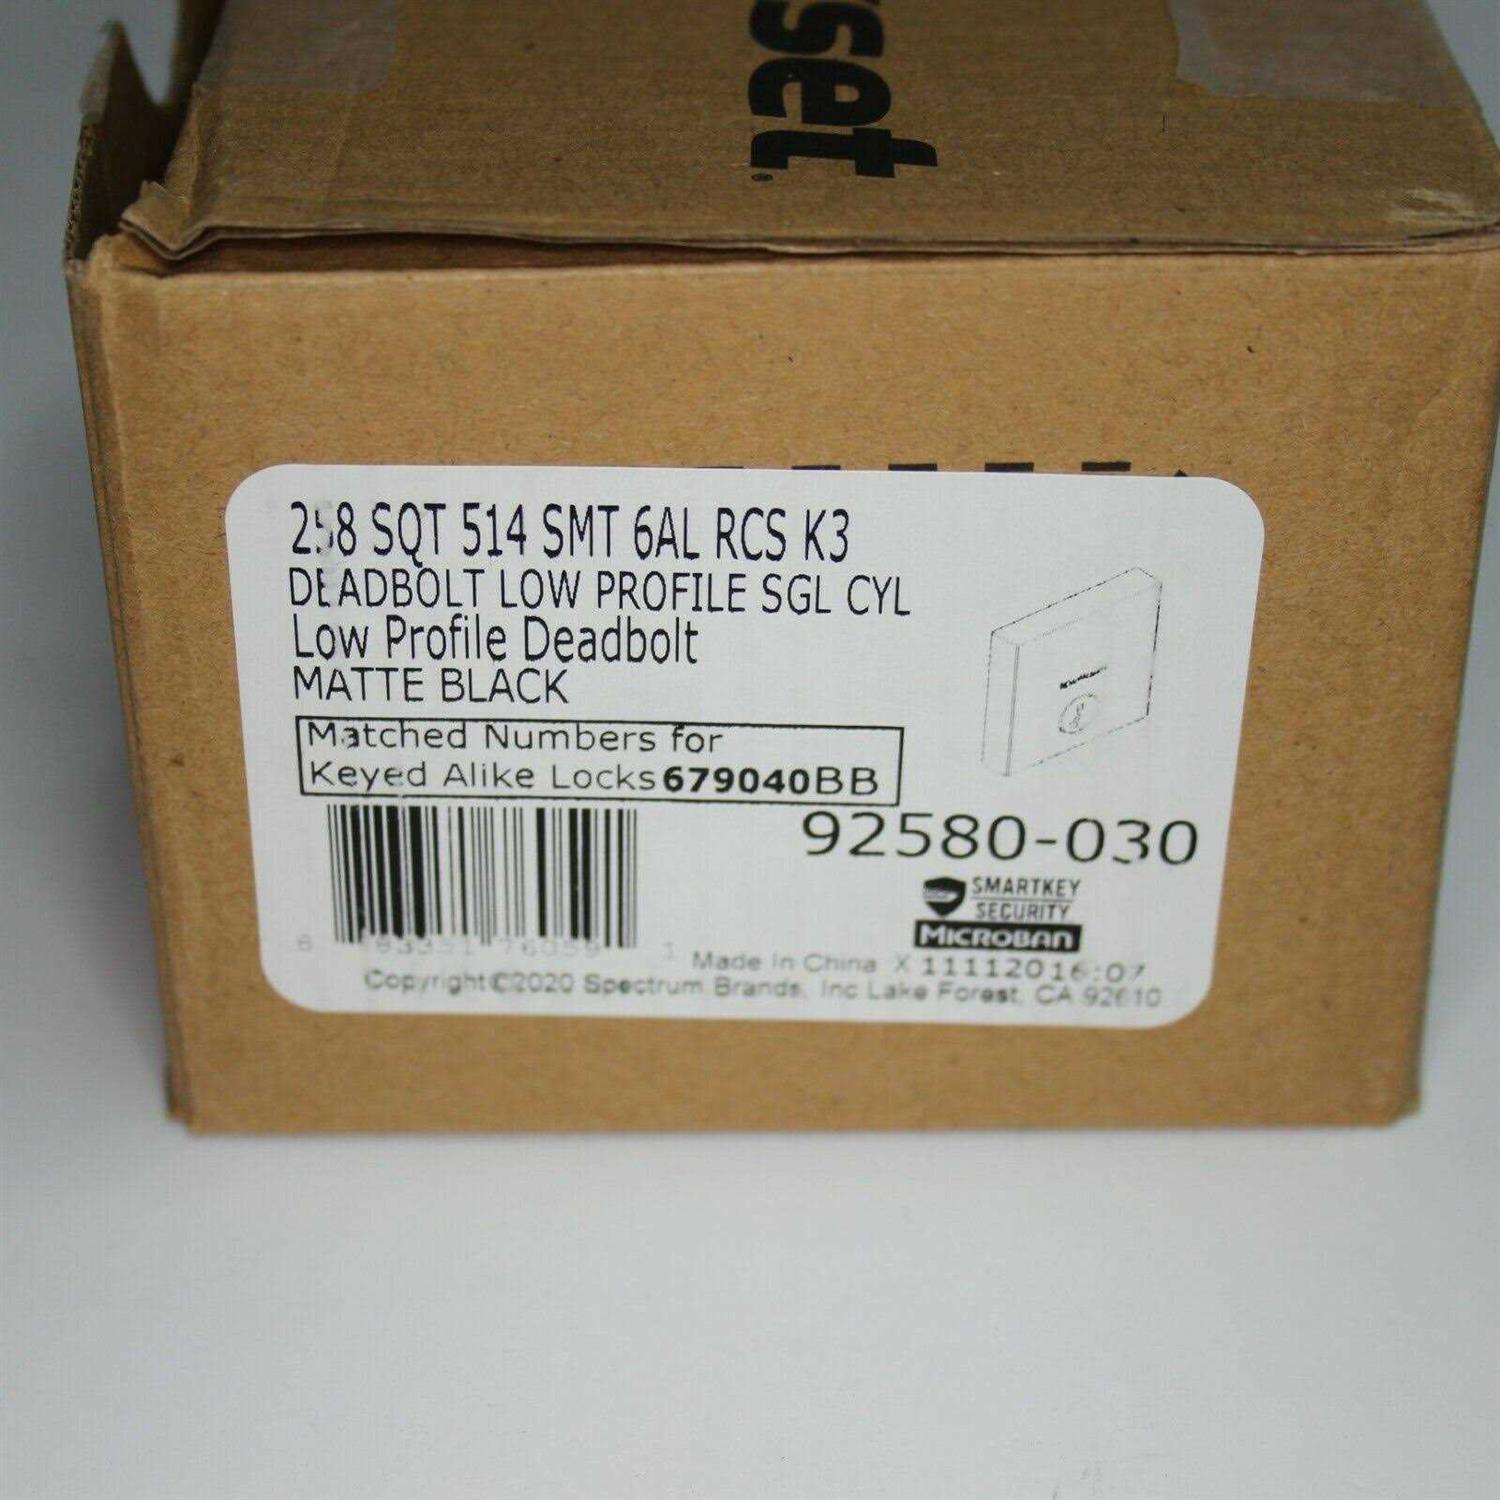 set
258 SQT 514 SMT 6AL RCS K3
DEADBOLT LOW PROFILE SGL CYL
Low Profile Deadbolt
MATTE BLACK
Matched Numbers for
Keyed Alike Locks 679040BB
92580-030
SMARTKEY
SECURITY
MICROBAN
Made In China X 11112016:07
Copyright ©2020 Spectrum Brands, Inc Lake Forest, CA 92610